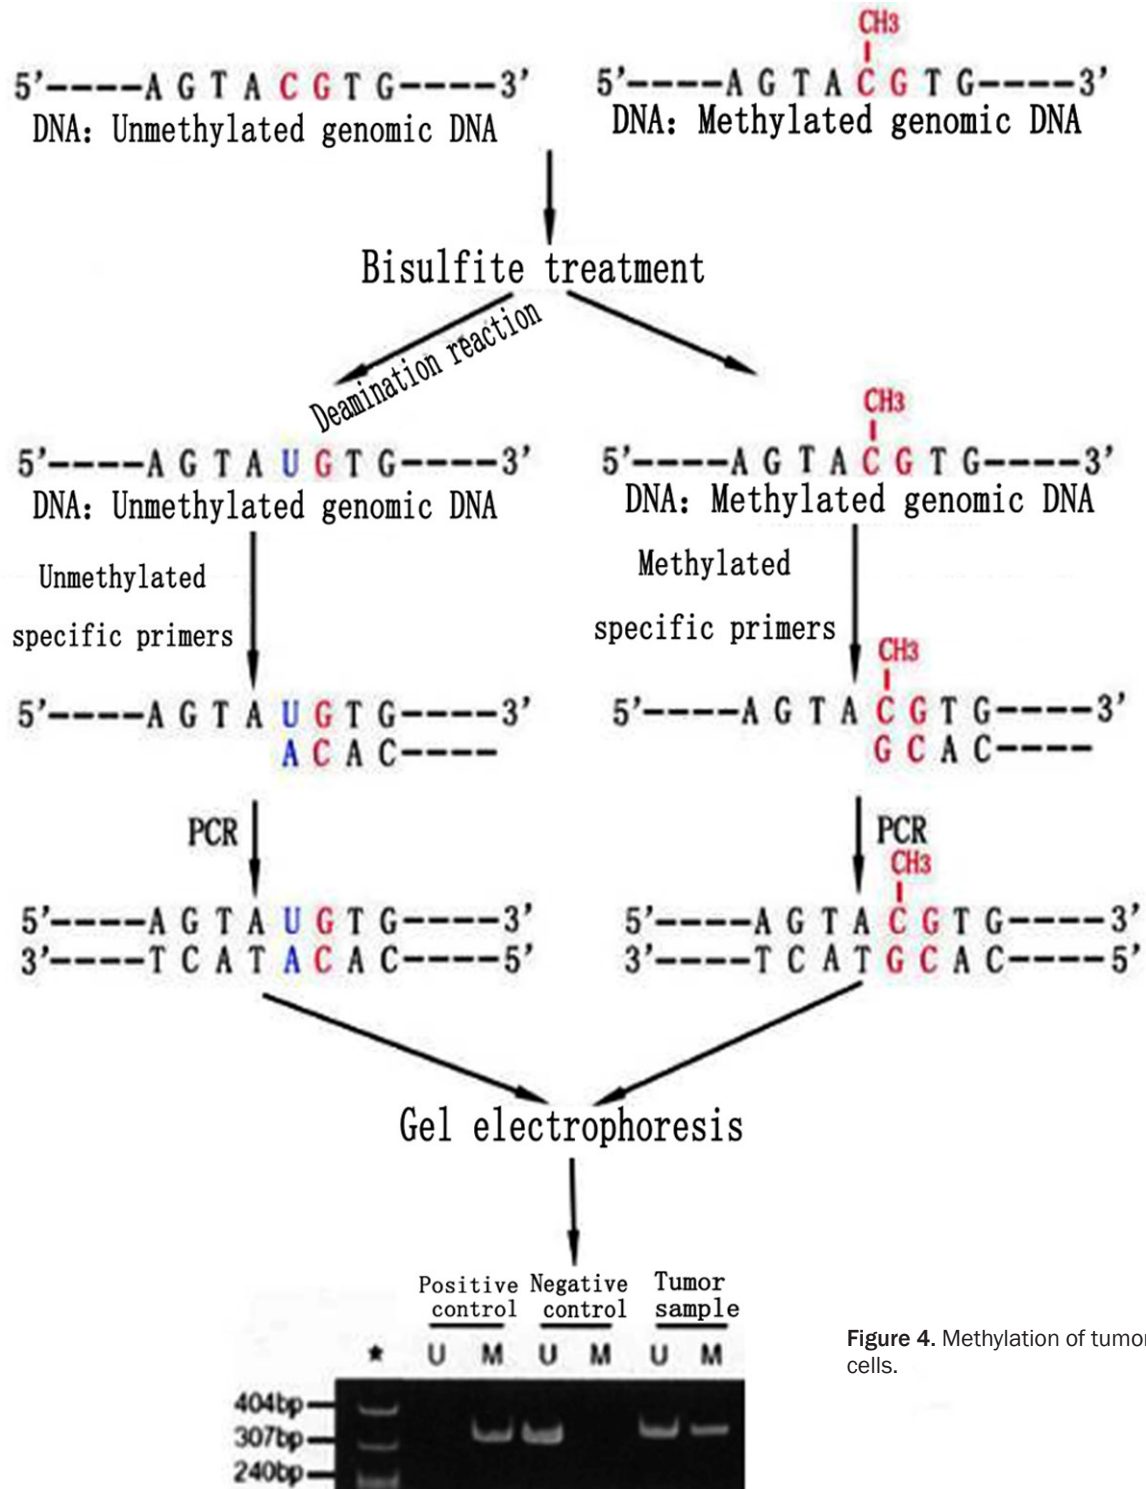 CH3
5'----A G T A C G T G----3'
5'----A G T A C G T G----3'
DNA: Unmethylated genomic DNA
DNA: Methylated genomic DNA
Bisulfite treatment
Deamination reaction
CH3
5'----A G T A U G T G----3'
5'----A G T A C G T G----3'
DNA: Unmethylated genomic DNA
DNA: Methylated genomic DNA
Unmethylated
specific primers
Methylated
specific primers
CH3
5'----A G T A U G T G----3'
A C A C----
5'----A G T A C G T G----3'
G C A C----
PCR
PCR
CH3
5'----A G T A U G T G----3'
3'----T C A T A C A C----5'
5'----A G T A C G T G----3'
3'----T C A T G C A C----5'
Gel electrophoresis
Positive
control
Negative
control
Tumor
sample
* U M U M U M
404bp
307bp
240bp
Figure 4. Methylation of tumor
cells.